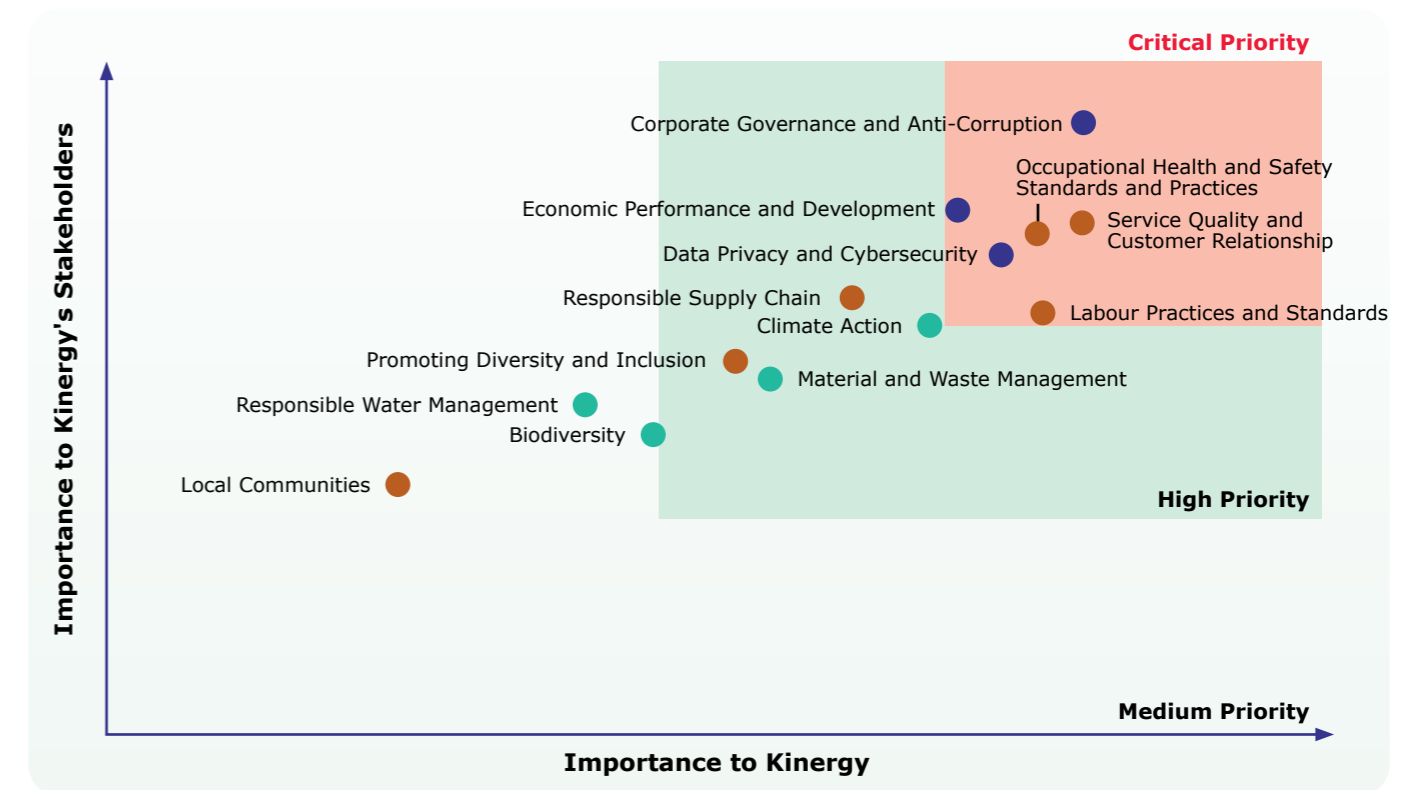 Critical Priority
Corporate Governance and Anti-Corruption
Occupational Health and Safety
Standards and Practices
Economic Performance and Development
Service Quality and
Customer Relationship
Data Privacy and Cybersecurity
Responsible Supply Chain
Labour Practices and Standards
Climate Action
Promoting Diversity and Inclusion
Material and Waste Management
Responsible Water Management
Biodiversity
Local Communities
High Priority
Medium Priority
Importance to Kinergy's Stakeholders
Importance to Kinergy